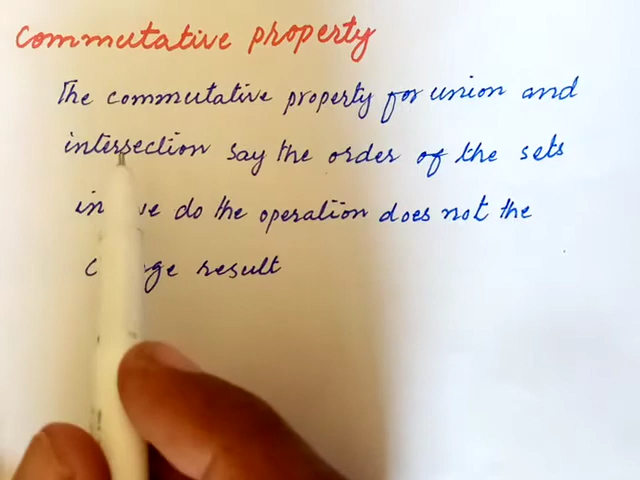 Commutative property
The commutative property for union and
intersection say the order of the sets
in do the operation does not the
result